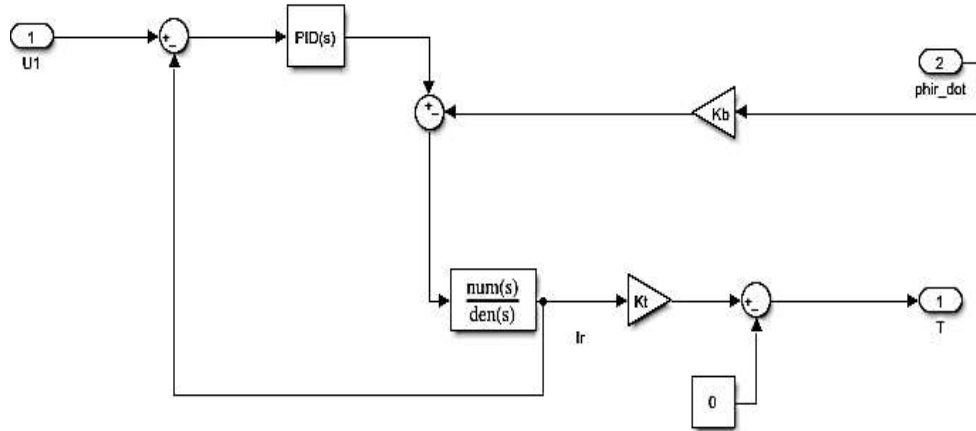 1
U1
+
−
PID(s)
2
phir_dot
+
−
Kb
num(s)
den(s)
Ir
Kt
+
−
1
T
0